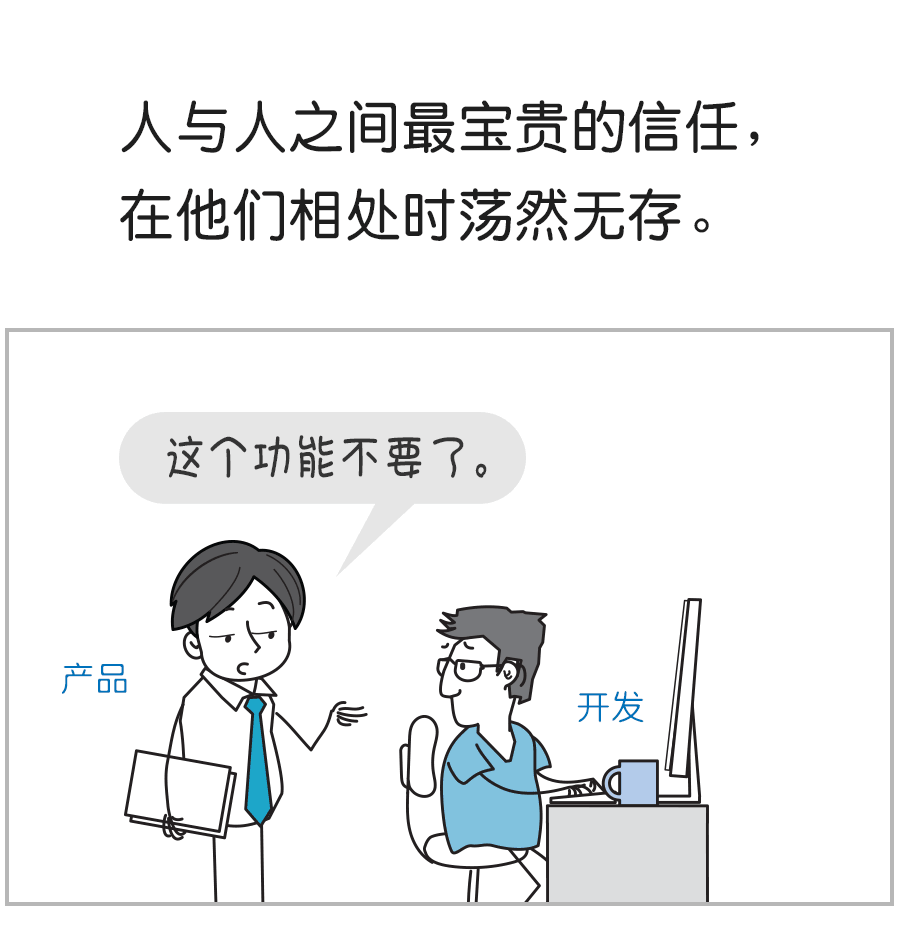 人与人之间最宝贵的信任，
在他们相处时荡然无存。
这个功能不要了。
产品
开发